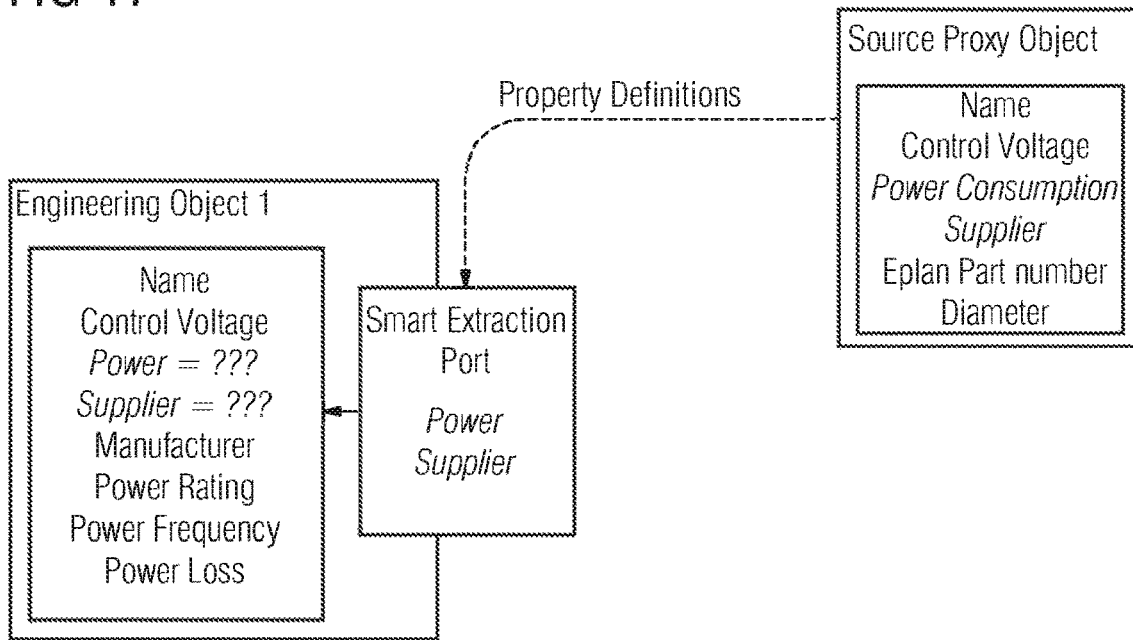 Source Proxy Object
Name
Control Voltage
Power Consumption
Supplier
Eplan Part number
Diameter
Property Definitions
Engineering Object 1
Name
Control Voltage
Power = ???
Supplier = ???
Manufacturer
Power Rating
Power Frequency
Power Loss
Smart Extraction
Port
Power
Supplier